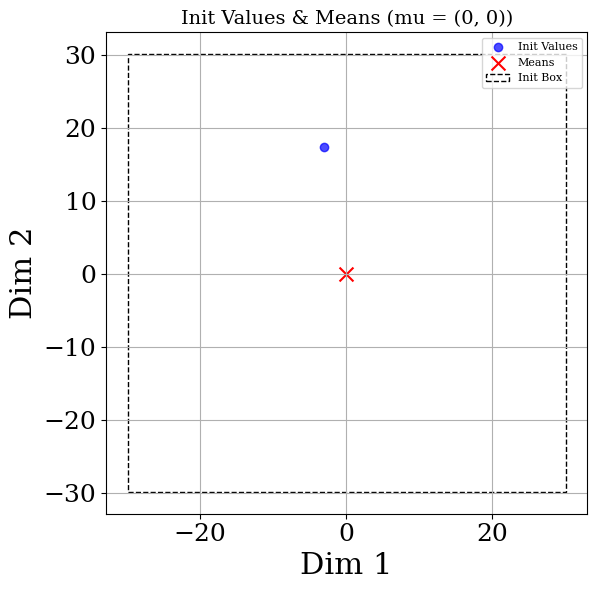 Init Values & Means (mu = (0, 0))
Init Values
Means
Init Box
Dim 2
30
20
10
0
−10
−20
−30
−20
0
20
Dim 1